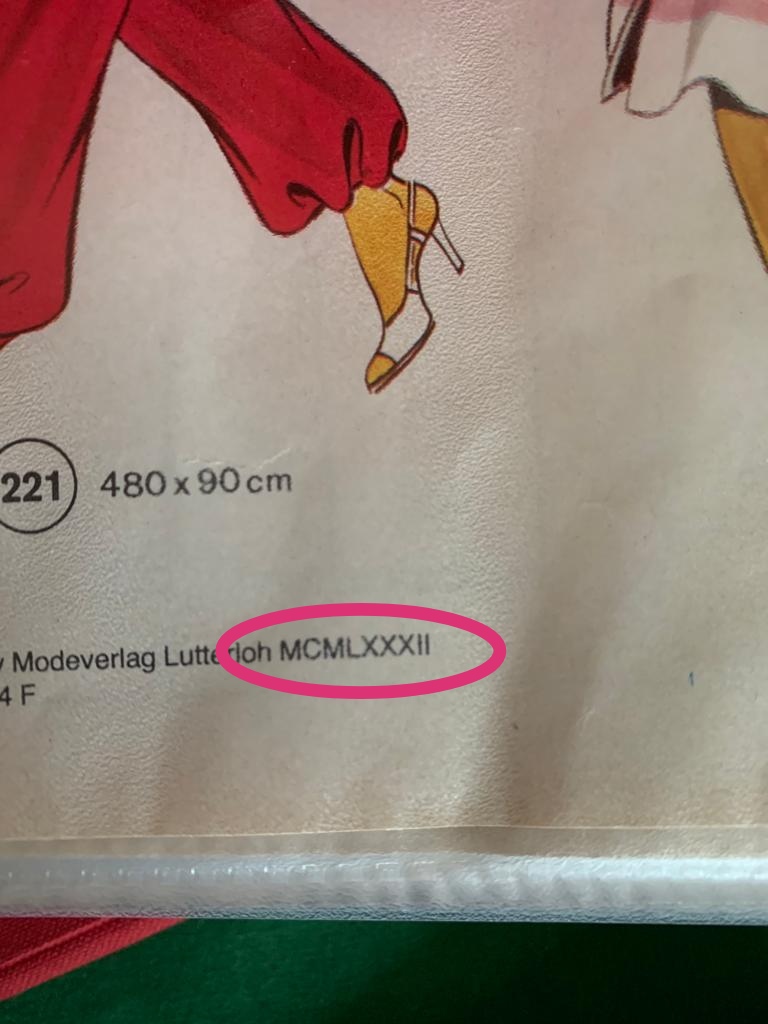 221 480 x 90 cm
Modeverlag Lutterloh MCMLXXXII
4 F